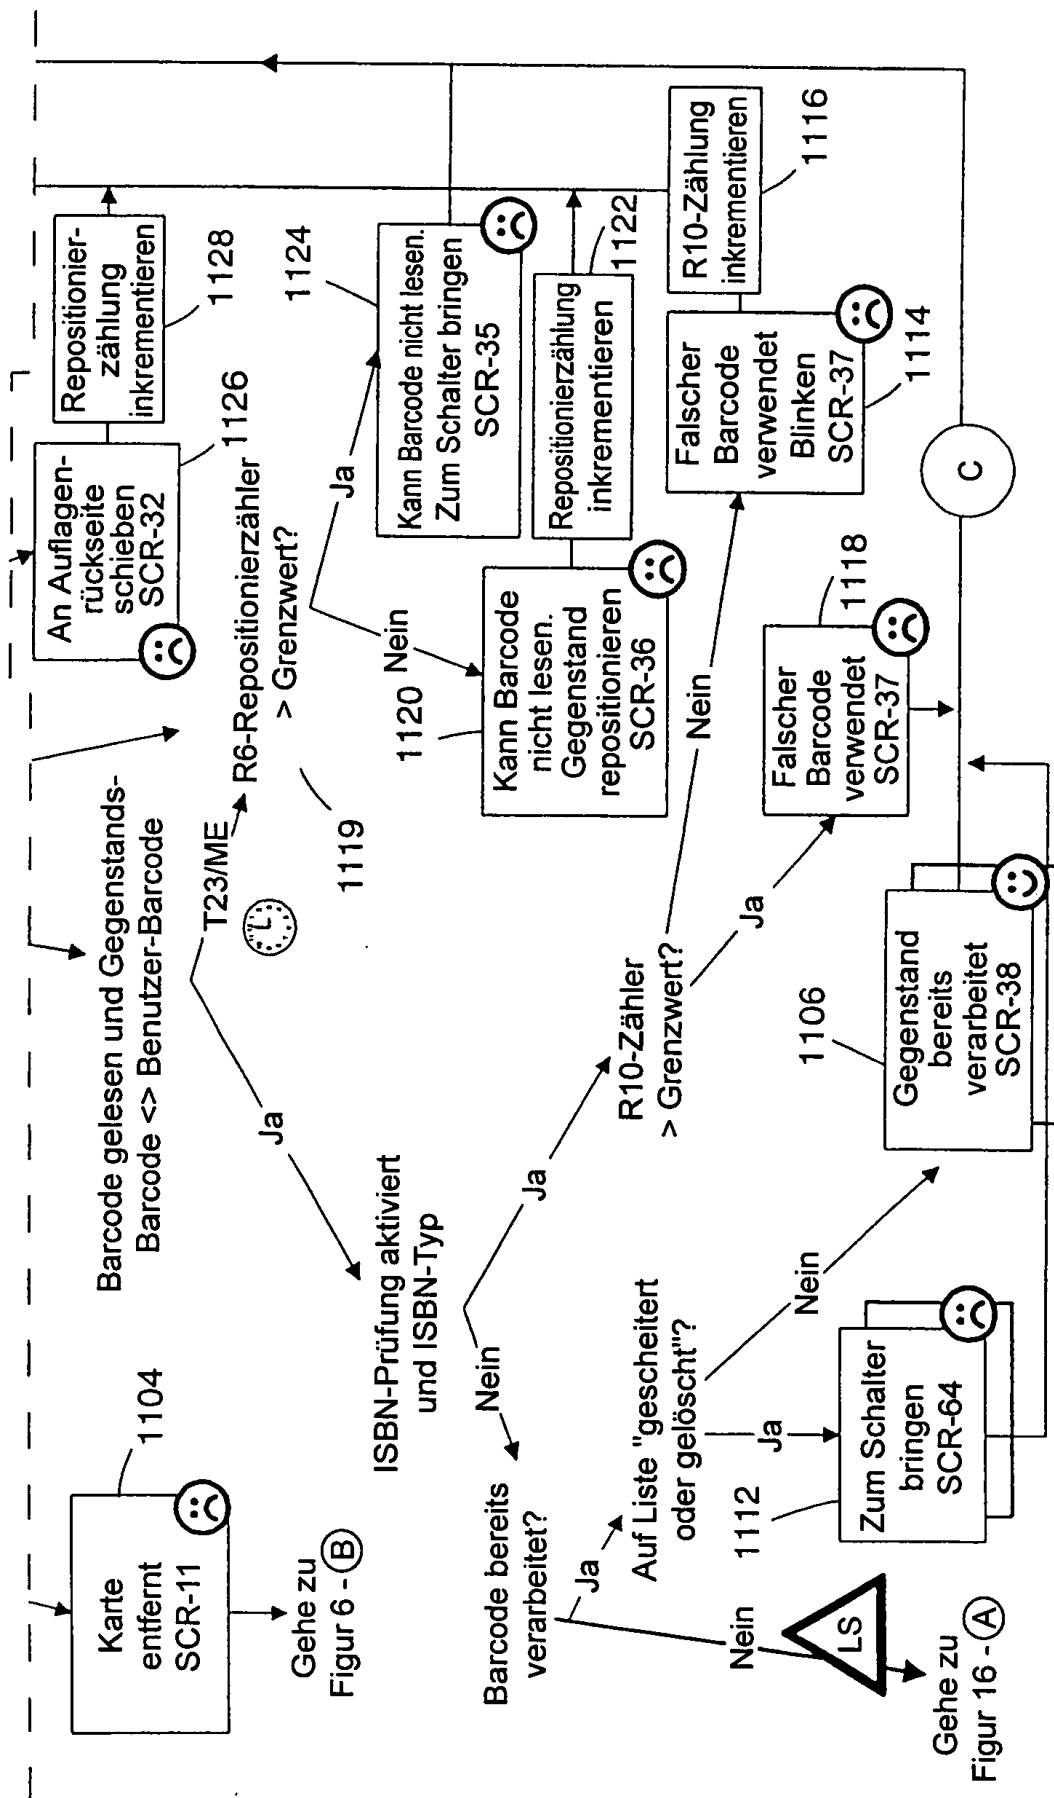 Karte
entfernt
SCR-11
1104
Gehe zu
Figur 6 - B
Barcode gelesen und Gegenstands-
Barcode <> Benutzer-Barcode
T23/ME
An Auflagen-
rückseite
schieben
SCR-32
1126
Repositionier-
zählung
inkrementieren
1128
R6-Repositionierzähler
> Grenzwert?
1119
Ja
Nein
Kann Barcode nicht lesen.
Zum Schalter bringen
SCR-35
1124
1120
Kann Barcode
nicht lesen.
Gegenstand
repositionieren
SCR-36
Repositionierzählung
inkrementieren
1122
Ja
ISBN-Prüfung aktiviert
und ISBN-Typ
Nein
Ja
R10-Zähler
> Grenzwert?
Nein
Ja
Falscher
Barcode
verwendet
Blinken
SCR-37
1114
R10-Zählung
inkrementieren
1116
Falscher
Barcode
verwendet
SCR-37
1118
Barcode bereits
verarbeitet?
Ja
Nein
Auf Liste "gescheitert
oder gelöscht"?
Ja
Nein
1112
Zum Schalter
bringen
SCR-64
1106
Gegenstand
bereits
verarbeitet
SCR-38
C
LS
Gehe zu
Figur 16 - A